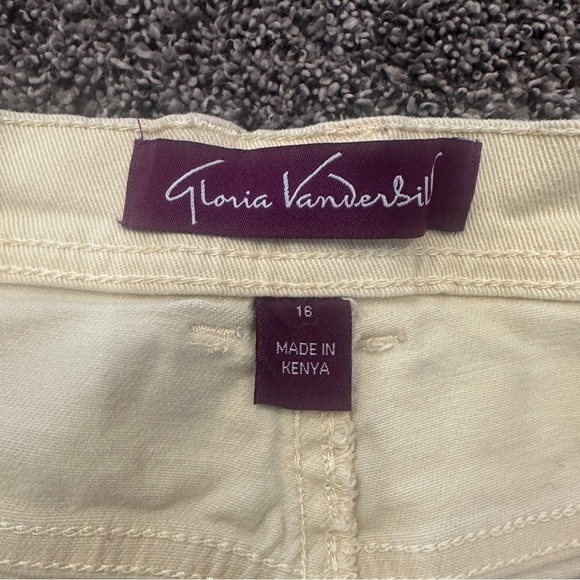 Gloria Vanderbilt
16
MADE IN
KENYA